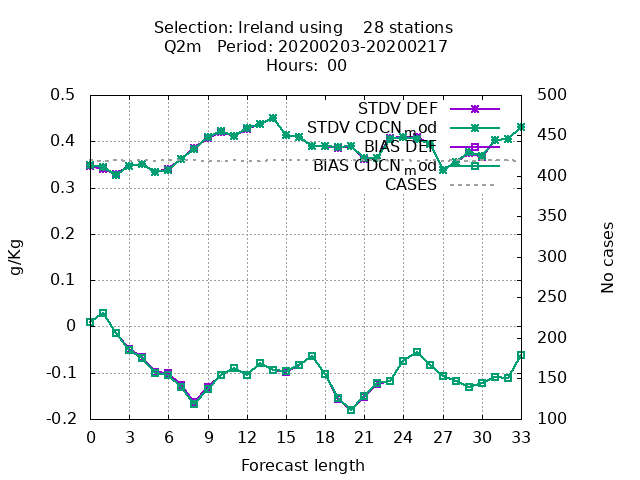 Selection: Ireland using    28 stations
Q2m   Period: 20200203-20200217
Hours: 00
STDV DEF
STDV CDCN_mod
BIAS DEF
BIAS CDCN_mod
CASES
0.5
0.4
0.3
0.2
0.1
0
-0.1
-0.2
g/Kg
500
450
400
350
300
250
200
150
100
No cases
0 3 6 9 12 15 18 21 24 27 30 33
Forecast length